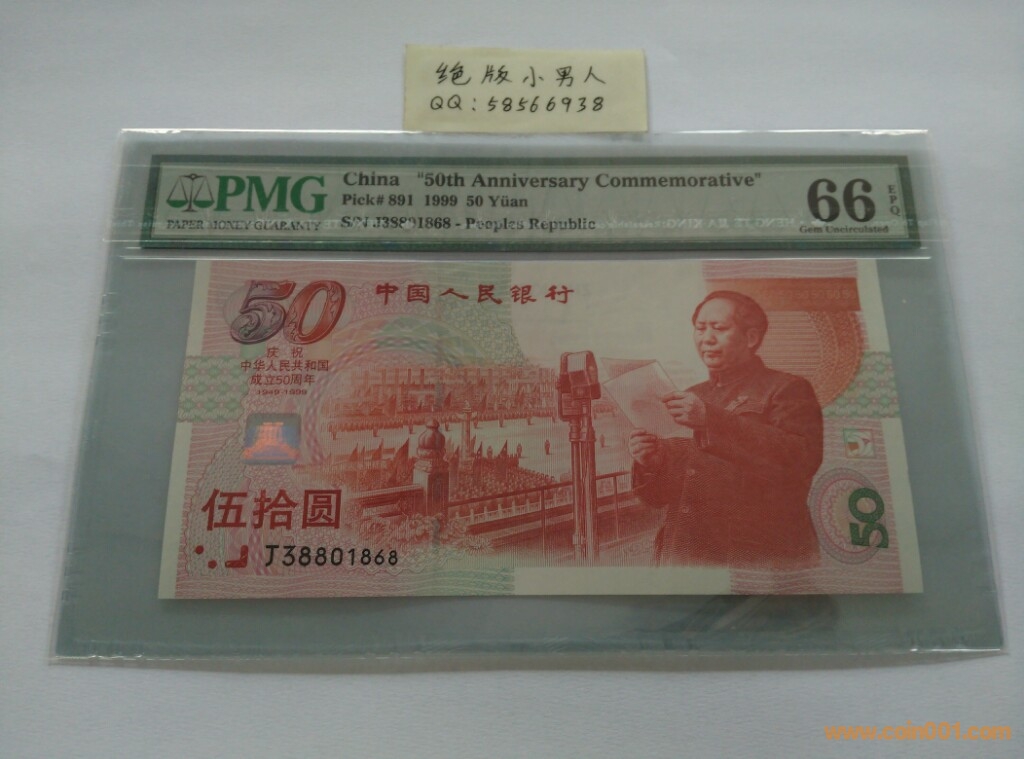 绝版小男人
QQ:58566938
PMG
PAPER MONEY GUARANTY
China "50th Anniversary Commemorative"
Pick# 891 1999 50 Yüan
S/N J38801868 - Peoples Republic
66
EPQ
Gem Uncirculated
50
中国人民银行
庆祝
中华人民共和国
成立50周年
1949-1999
伍拾圆
J38801868
50
www.coin001.com